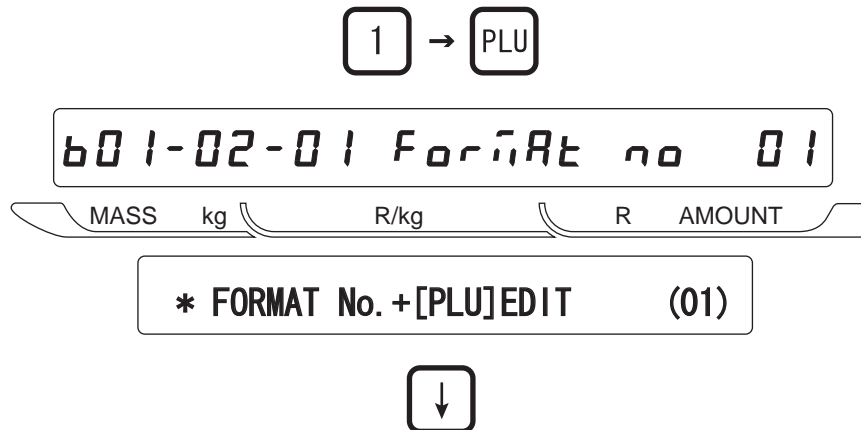 1 → PLU
b01-02-01 ForMAt no 01
MASS kg R/kg R AMOUNT
* FORMAT No.+[PLU]EDIT (01)
↓